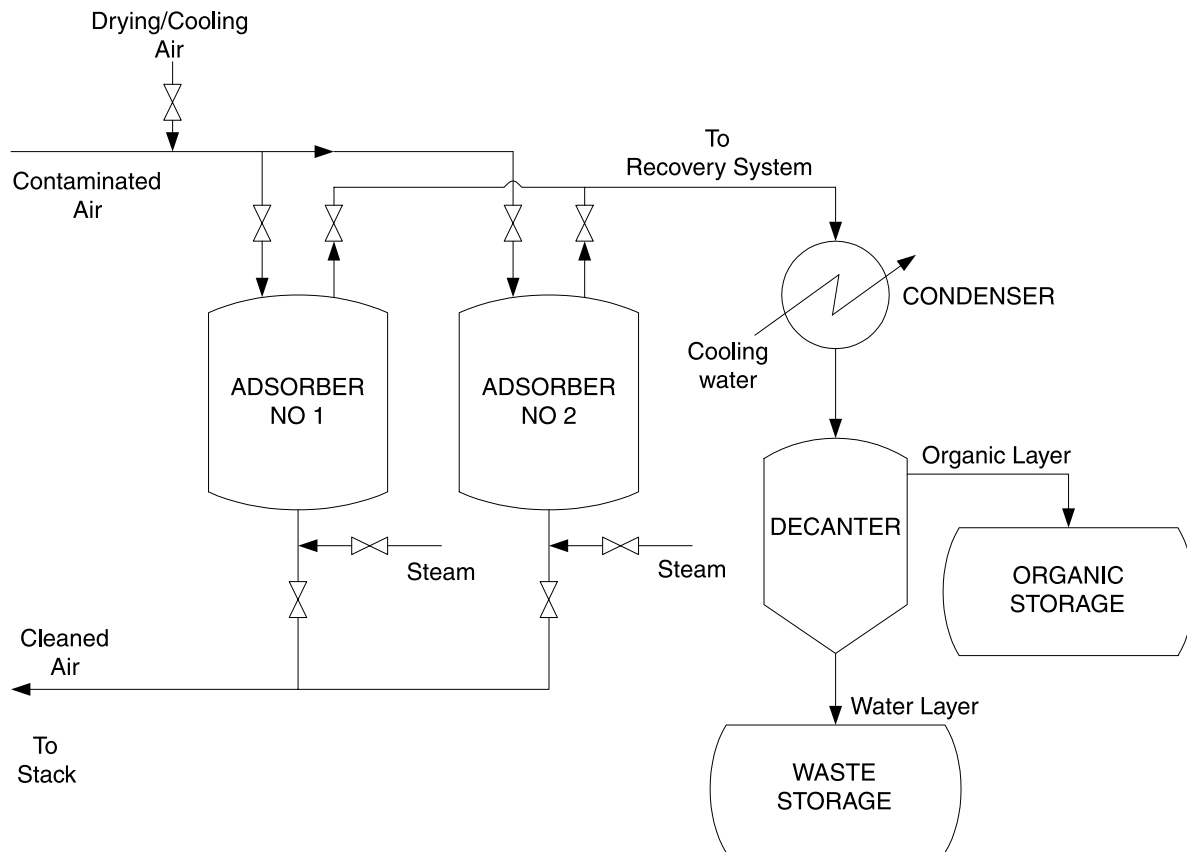 Drying/Cooling
Air
Contaminated
Air
To
Recovery System
CONDENSER
Cooling
water
ADSORBER
NO 1
ADSORBER
NO 2
Organic Layer
DECANTER
Steam
Steam
ORGANIC
STORAGE
Cleaned
Air
Water Layer
To
Stack
WASTE
STORAGE